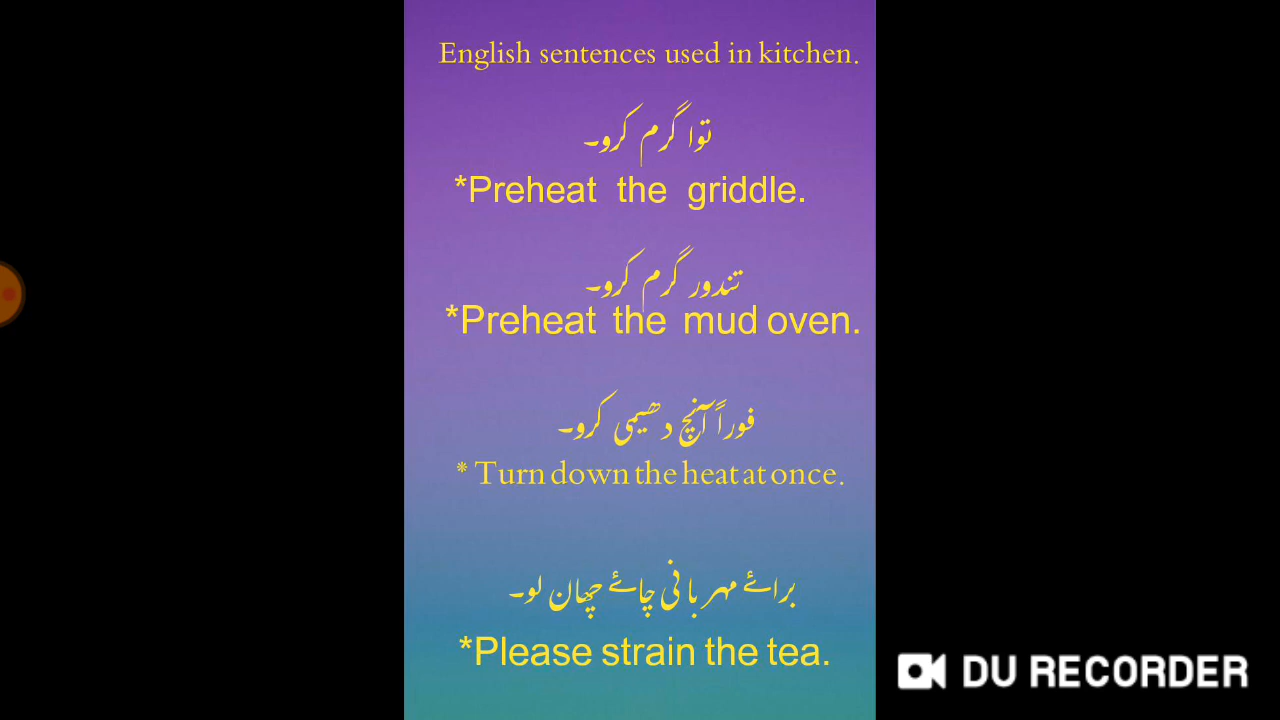 English sentences used in kitchen.
توا گرم کرو۔
*Preheat the griddle.
تندور گرم کرو۔
*Preheat the mud oven.
فوراً آنچ دھیمی کرو۔
* Turn down the heat at once.
برائے مہربانی چائے چھان لو۔
*Please strain the tea.
DU RECORDER